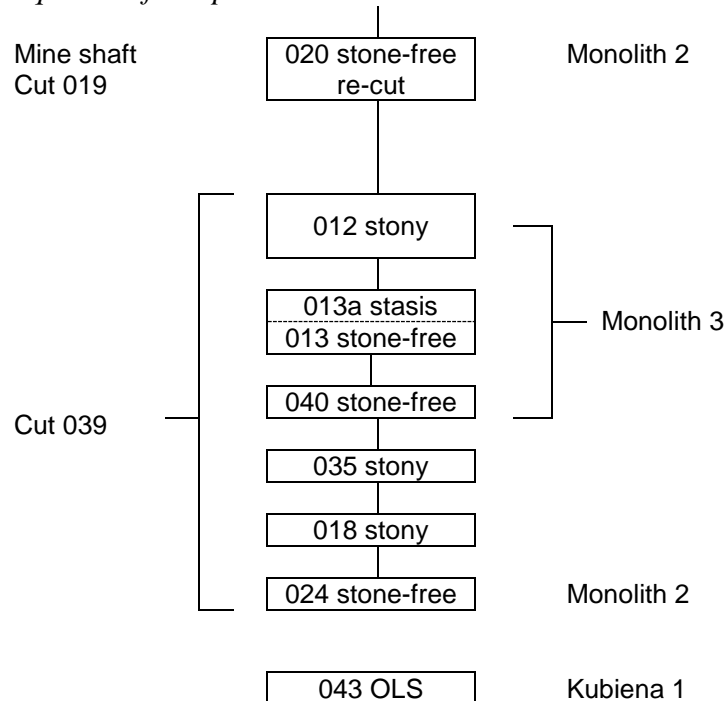 Mine shaft
Cut 019
020 stone-free
re-cut
Monolith 2
012 stony
013a stasis
013 stone-free
Monolith 3
040 stone-free
Cut 039
035 stony
018 stony
024 stone-free
Monolith 2
043 OLS
Kubiena 1